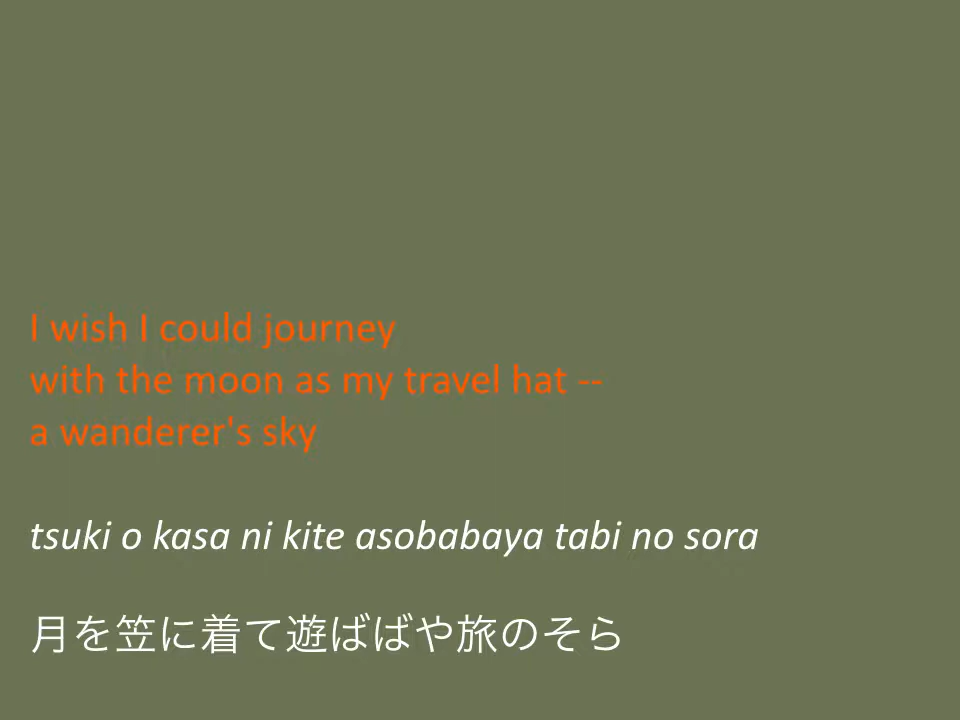 I wish I could journey
with the moon as my travel hat --
a wanderer's sky
tsuki o kasa ni kite asobabaya tabi no sora
月を笠に着て遊ばばや旅のそら